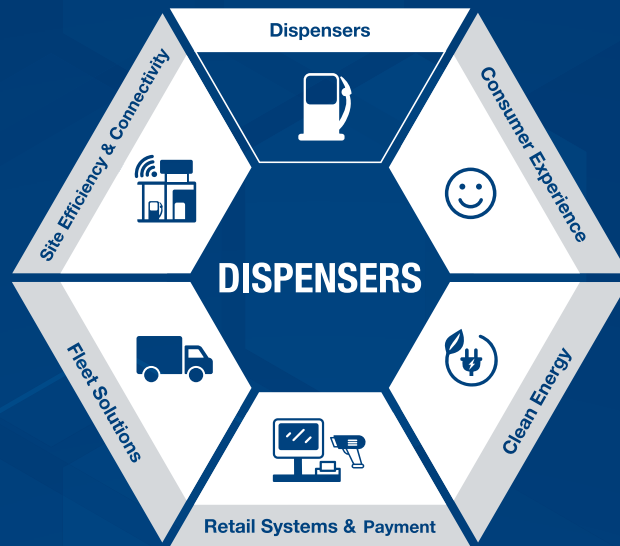 Dispensers
Site Efficiency & Connectivity
Consumer Experience
DISPENSERS
Fleet Solutions
Clean Energy
Retail Systems & Payment